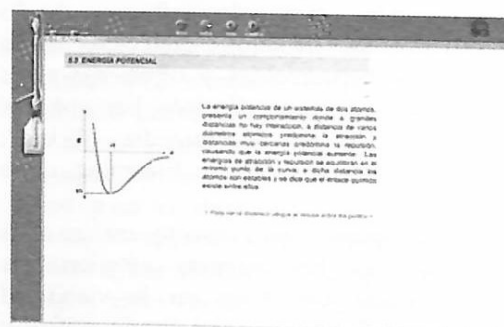 5.3 ENERGÍA POTENCIAL
La energía potencial de un sistema de dos átomos,
presenta un comportamiento donde a grandes
distancias no hay interacción, a distancia de varios
diámetros atómicos predomina la atracción y
distancias muy cercanas predomina la repulsión,
causando que la energía potencial aumente. Las
energías de atracción y repulsión se equilibran en el
mínimo punto de la curva, a dicha distancia los
átomos son estables y se dice que el enlace químico
existe entre ellos